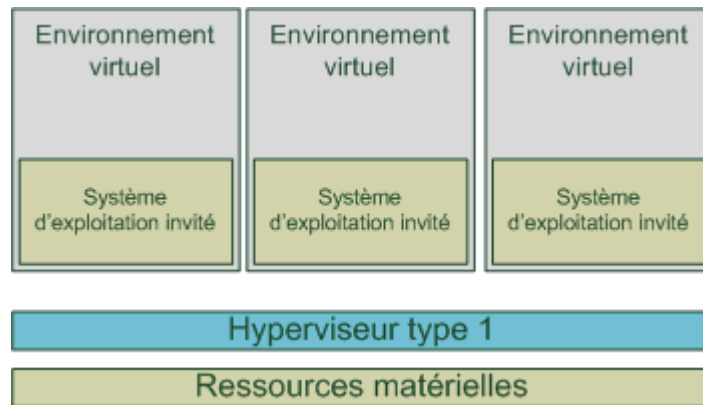 Environnement
virtuel
Système
d'exploitation invité
Environnement
virtuel
Système
d'exploitation invité
Environnement
virtuel
Système
d'exploitation invité
Hyperviseur type 1
Ressources matérielles